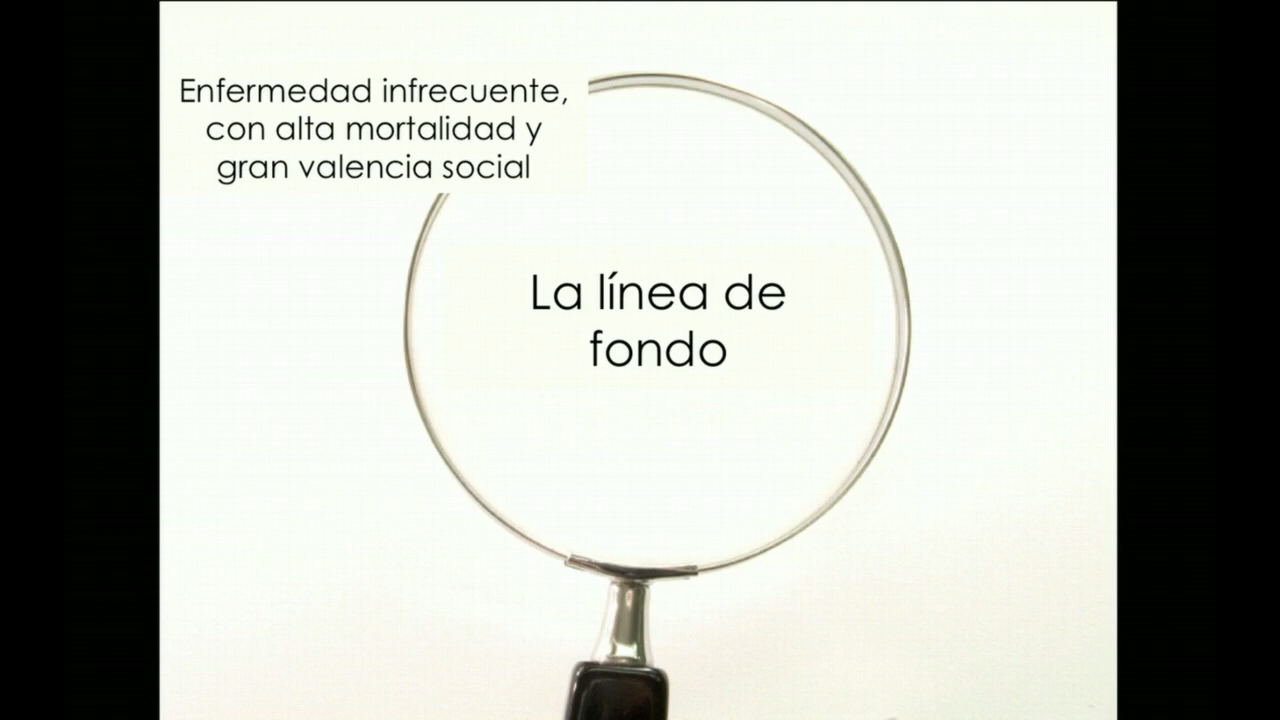 Enfermedad infrecuente,
con alta mortalidad y
gran valencia social
La línea de
fondo